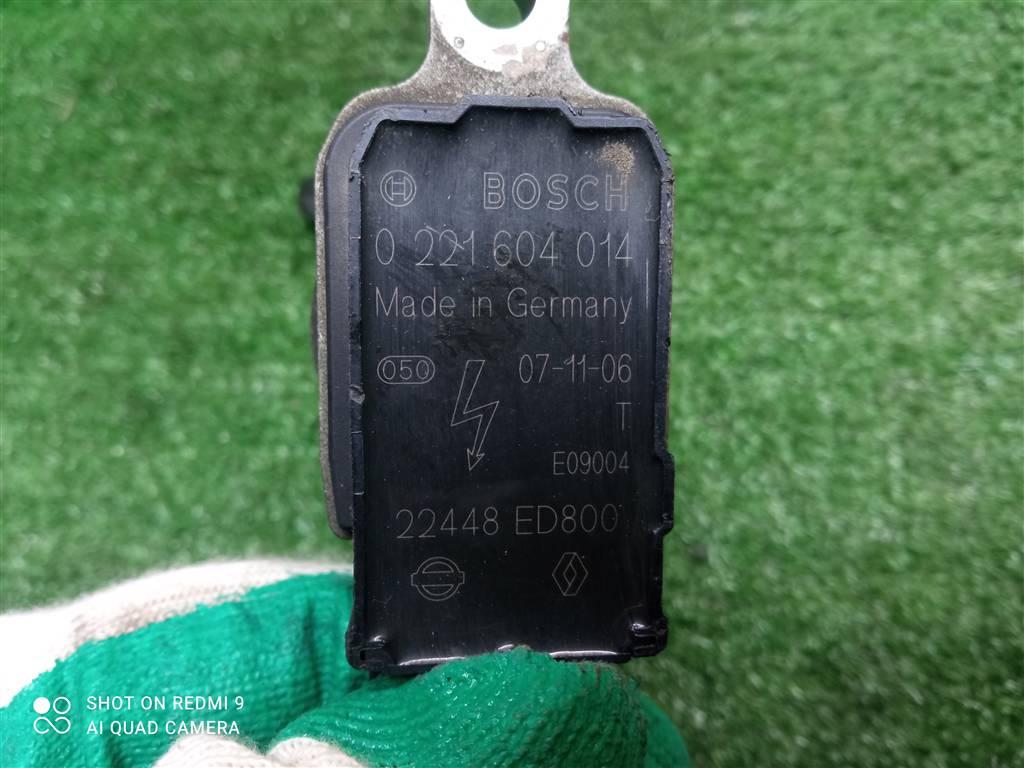 BOSCH
0 221 604 014
Made in Germany
050 07-11-06
T
E09004
22448 ED800
SHOT ON REDMI 9
AI QUAD CAMERA